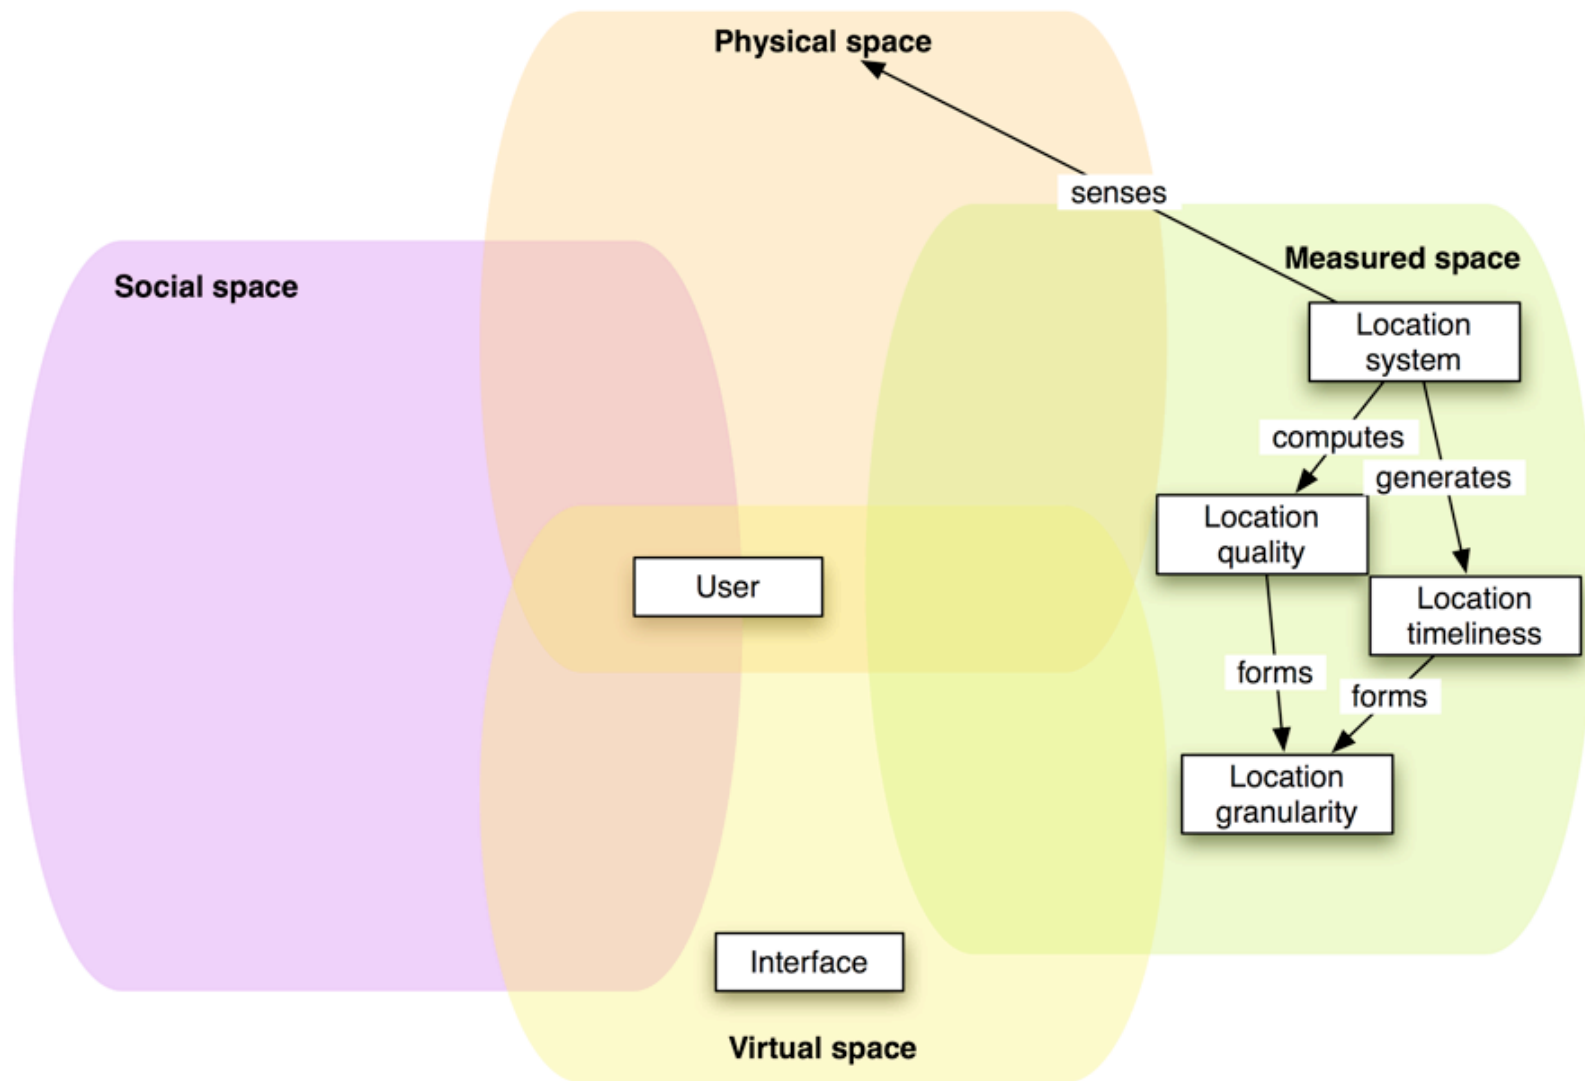 Physical space
senses
Measured space
Social space
Location
system
computes
generates
Location
quality
User
Location
timeliness
forms
forms
Location
granularity
Interface
Virtual space